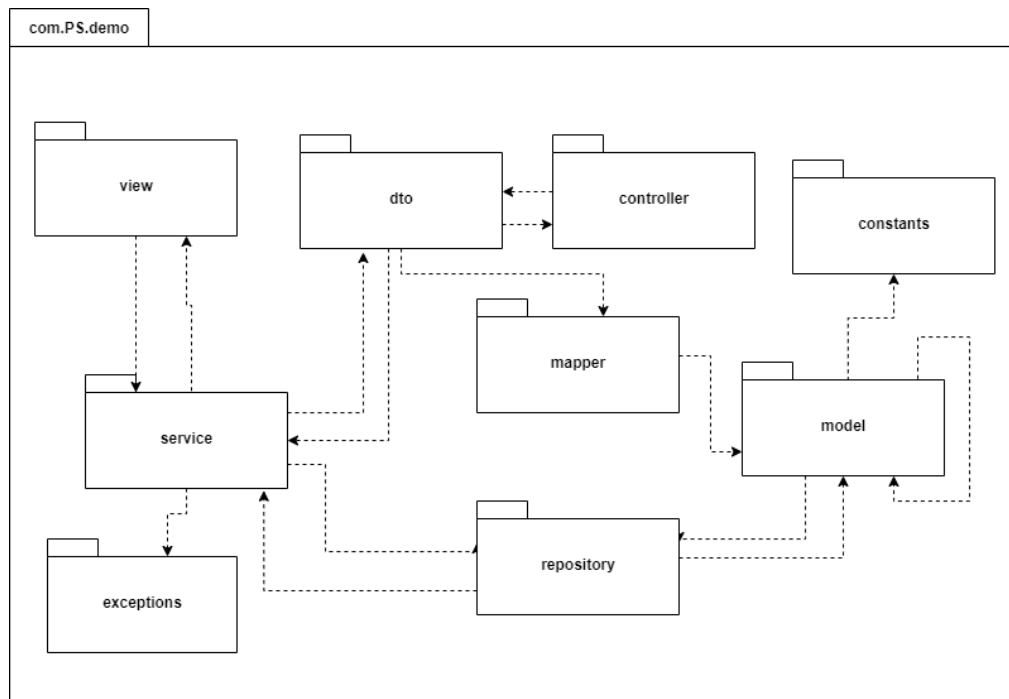 com.PS.demo
view
dto
controller
constants
mapper
model
service
repository
exceptions